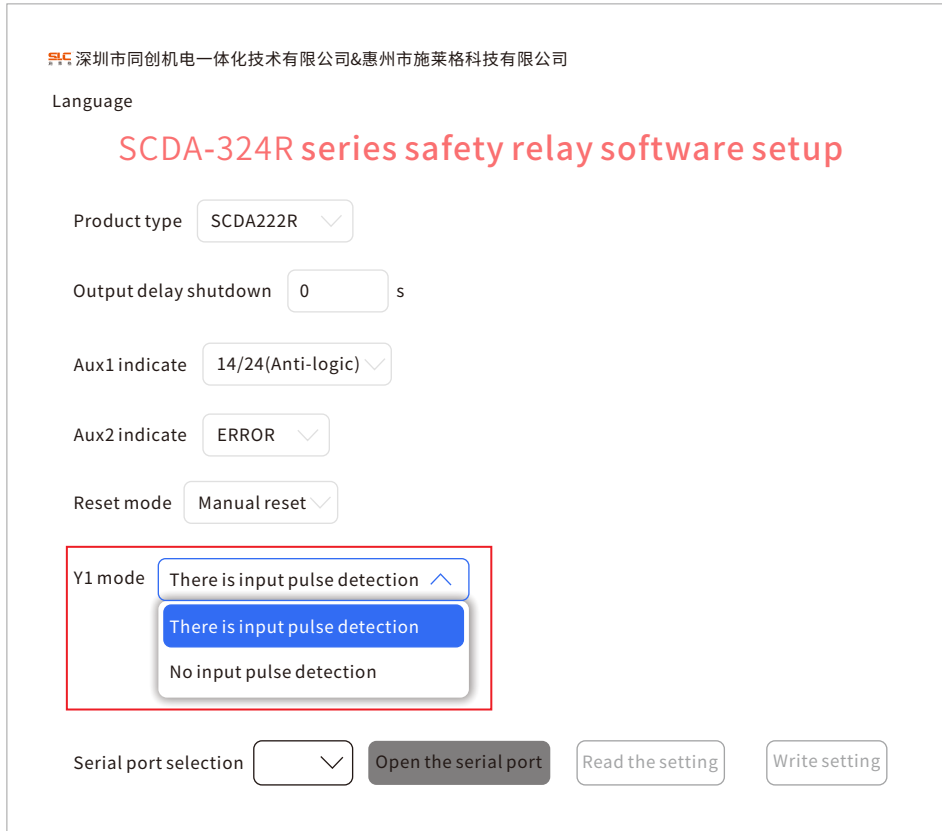 SLC 深圳市同创机电一体化技术有限公司&惠州市施莱格科技有限公司
Language
SCDA-324R series safety relay software setup
Product type SCDA222R
Output delay shutdown 0 s
Aux1 indicate 14/24(Anti-logic)
Aux2 indicate ERROR
Reset mode Manual reset
Y1 mode There is input pulse detection
There is input pulse detection
No input pulse detection
Serial port selection Open the serial port Read the setting Write setting